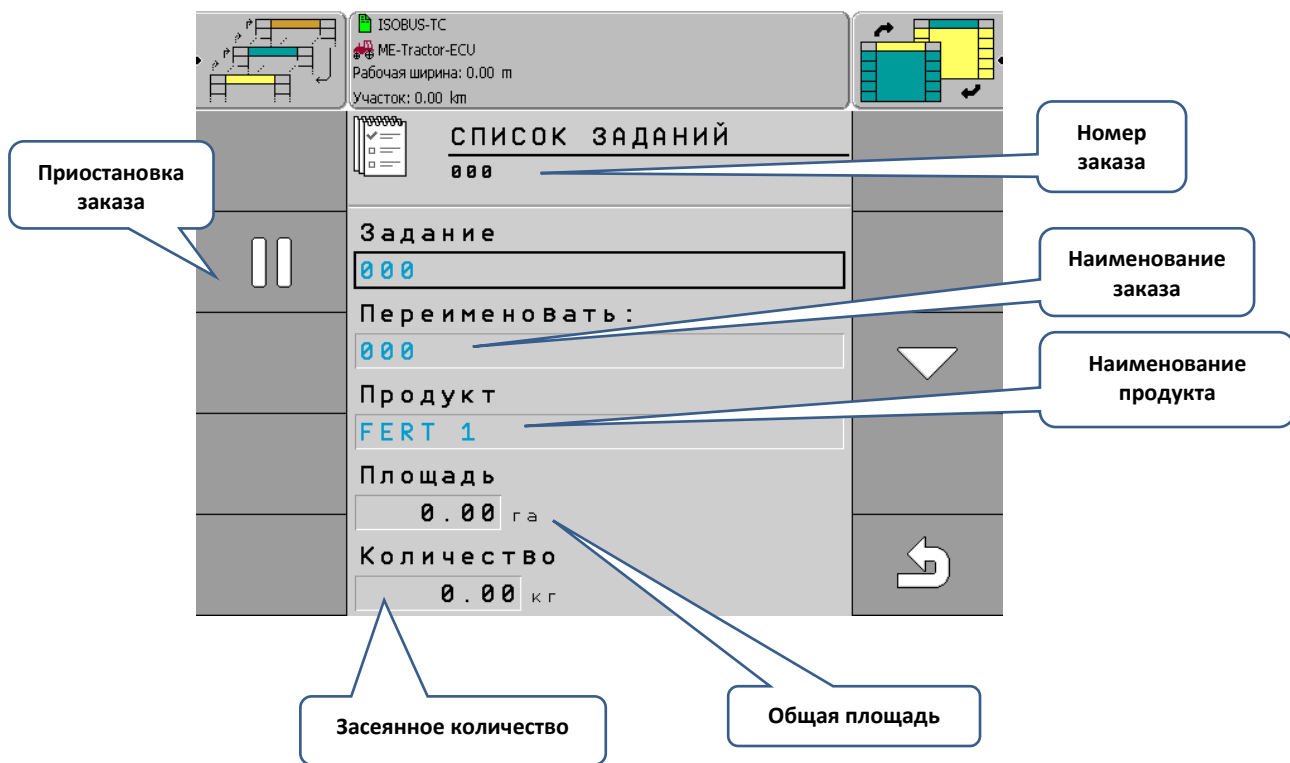 ISOBUS-TC
ME-Tractor-ECU
Рабочая ширина: 0.00 m
Участок: 0.00 km
СПИСОК ЗАДАНИЙ
000
Номер
заказа
Приостановка
заказа
Задание
000
Наименование
заказа
Переименовать:
000
Наименование
продукта
Продукт
FERT 1
Площадь
0.00 га
Количество
0.00 кг
Засеянное количество
Общая площадь